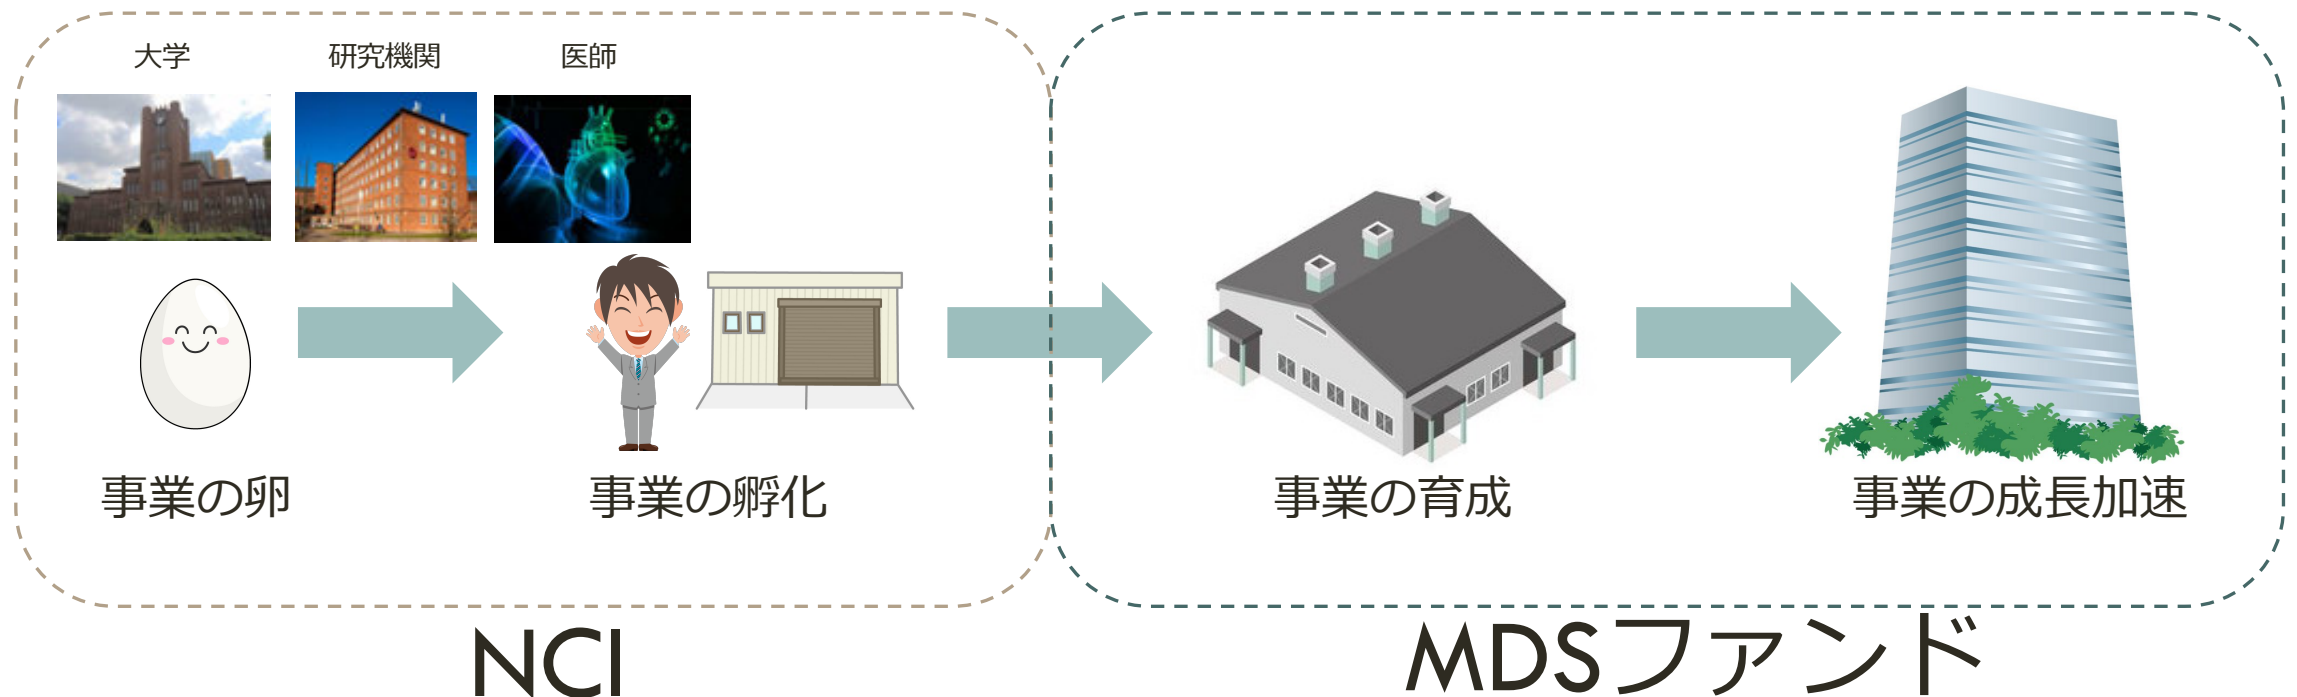 大学
研究機関
医師
事業の卵
事業の孵化
事業の育成
事業の成長加速
NCI
MDSファンド